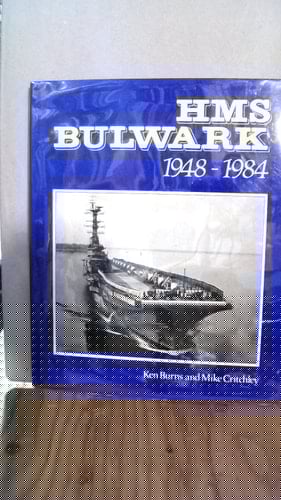 HMS
BULWARK
1948 - 1984
Ken Burns and Mike Critchley